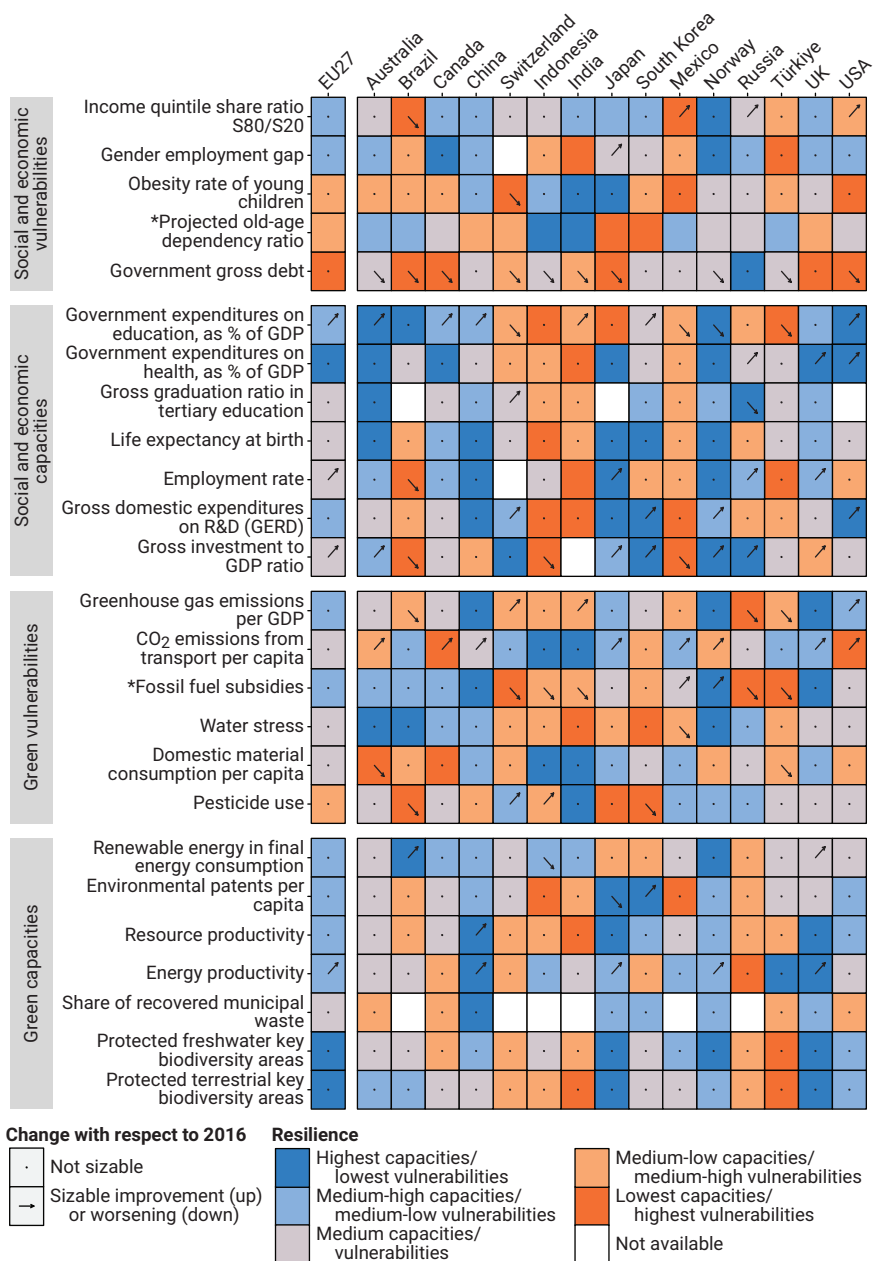 EU27
Australia
Brazil
Canada
China
Switzerland
Indonesia
India
Japan
South Korea
Mexico
Norway
Russia
Türkiye
UK
USA
Social and economic
vulnerabilities
Income quintile share ratio
S80/S20
Gender employment gap
Obesity rate of young
children
*Projected old-age
dependency ratio
Government gross debt
Social and economic
capacities
Government expenditures on
education, as % of GDP
Government expenditures on
health, as % of GDP
Gross graduation ratio in
tertiary education
Life expectancy at birth
Employment rate
Gross domestic expenditures
on R&D (GERD)
Gross investment to
GDP ratio
Green vulnerabilities
Greenhouse gas emissions
per GDP
CO2 emissions from
transport per capita
*Fossil fuel subsidies
Water stress
Domestic material
consumption per capita
Pesticide use
Green capacities
Renewable energy in final
energy consumption
Environmental patents per
capita
Resource productivity
Energy productivity
Share of recovered municipal
waste
Protected freshwater key
biodiversity areas
Protected terrestrial key
biodiversity areas
Change with respect to 2016
Not sizable
Sizable improvement (up)
or worsening (down)
Resilience
Highest capacities/
lowest vulnerabilities
Medium-high capacities/
medium-low vulnerabilities
Medium capacities/
vulnerabilities
Medium-low capacities/
medium-high vulnerabilities
Lowest capacities/
highest vulnerabilities
Not available